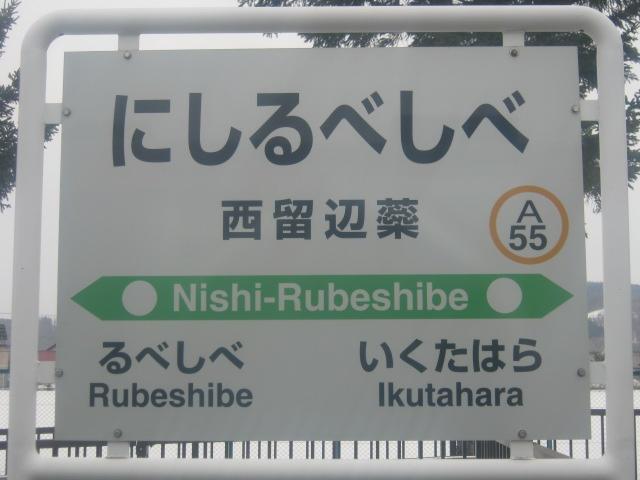 にしるべしべ
西留辺蘂
A
55
Nishi-Rubeshibe
るべしべ いくたはら
Rubeshibe Ikutahara